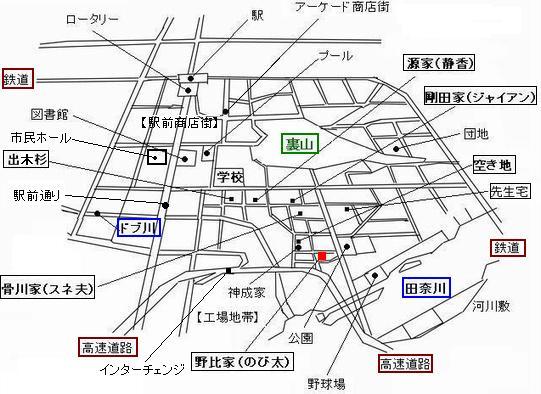 アーケード商店街
駅
ロータリー
プール
源家(静香)
鉄道
剛田家(ジャイアン)
図書館
【駅前商店街】
市民ホール
裏山
団地
出木杉
学校
空き地
駅前通り
先生宅
ドブ川
鉄道
骨川家(スネ夫)
神成家
田奈川
河川敷
【工場地帯】
公園
高速道路
インターチェンジ
野比家(のび太)
高速道路
野球場